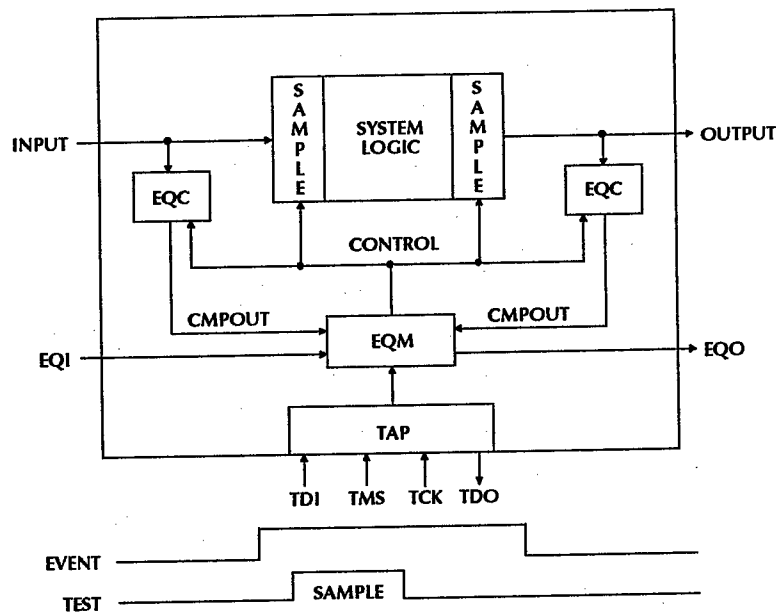 SAMPLE
SYSTEM
LOGIC
SAMPLE
INPUT
OUTPUT
EQC
EQC
CONTROL
CMPOUT
CMPOUT
EQM
EQI
EQO
TAP
TDI TMS TCK TDO
EVENT
SAMPLE
TEST